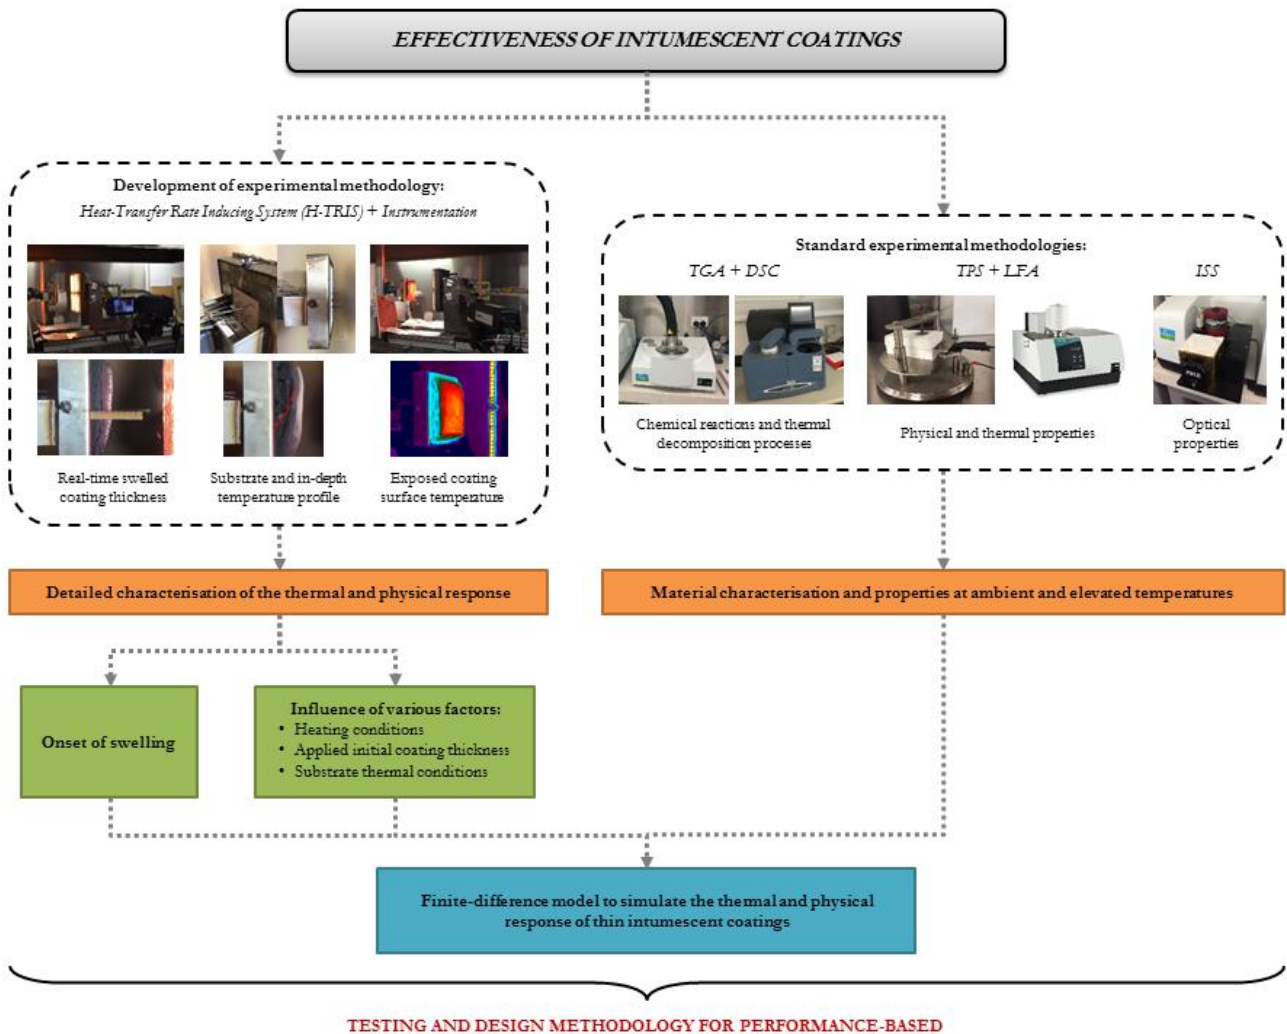 EFFECTIVENESS OF INTUMESCENT COATINGS
Development of experimental methodology:
Heat-Transfer Rate Inducing System (H-TRIS) + Instrumentation
Real-time swelled
coating thickness
Substrate and in-depth
temperature profile
Exposed coating
surface temperature
Standard experimental methodologies:
TGA + DSC
TPS + LFA
ISS
Chemical reactions and thermal
decomposition processes
Physical and thermal properties
Optical
properties
Detailed characterisation of the thermal and physical response
Material characterisation and properties at ambient and elevated temperatures
Onset of swelling
Influence of various factors:
• Heating conditions
• Applied initial coating thickness
• Substrate thermal conditions
Finite-difference model to simulate the thermal and physical
response of thin intumescent coatings
TESTING AND DESIGN METHODOLOGY FOR PERFORMANCE-BASED